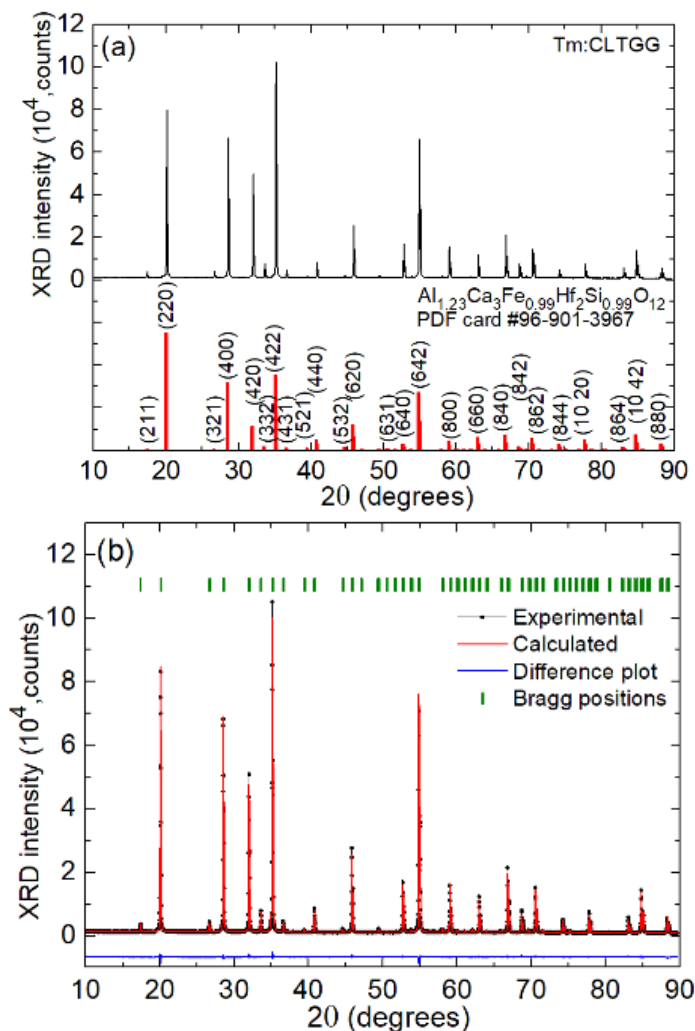 (a)
Tm:CLTGG
XRD intensity (10⁴,counts)
12
10
8
6
4
2
0
Al₁.₂₃Ca₃Fe₀.₉₉Hf₂Si₀.₉₉O₁₂
PDF card #96-901-3967
(211)
(220)
(321)
(400)
(420)
(332)
(422)
(431)
(521)
(440)
(532)
(620)
(631)
(640)
(642)
(800)
(660)
(840)
(842)
(862)
(844)
(10 20)
(864)
(10 42)
(880)
10 20 30 40 50 60 70 80 90
2θ (degrees)
(b)
XRD intensity (10⁴,counts)
12
10
8
6
4
2
0
Experimental
Calculated
Difference plot
Bragg positions
10 20 30 40 50 60 70 80 90
2θ (degrees)